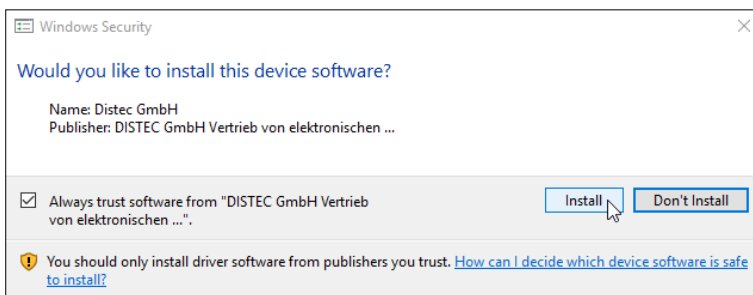 Windows Security
Would you like to install this device software?
Name: Distec GmbH
Publisher: DISTEC GmbH Vertrieb von elektronischen ...
Always trust software from "DISTEC GmbH Vertrieb
von elektronischen ...".
Install
Don't Install
You should only install driver software from publishers you trust. How can I decide which device software is safe
to install?